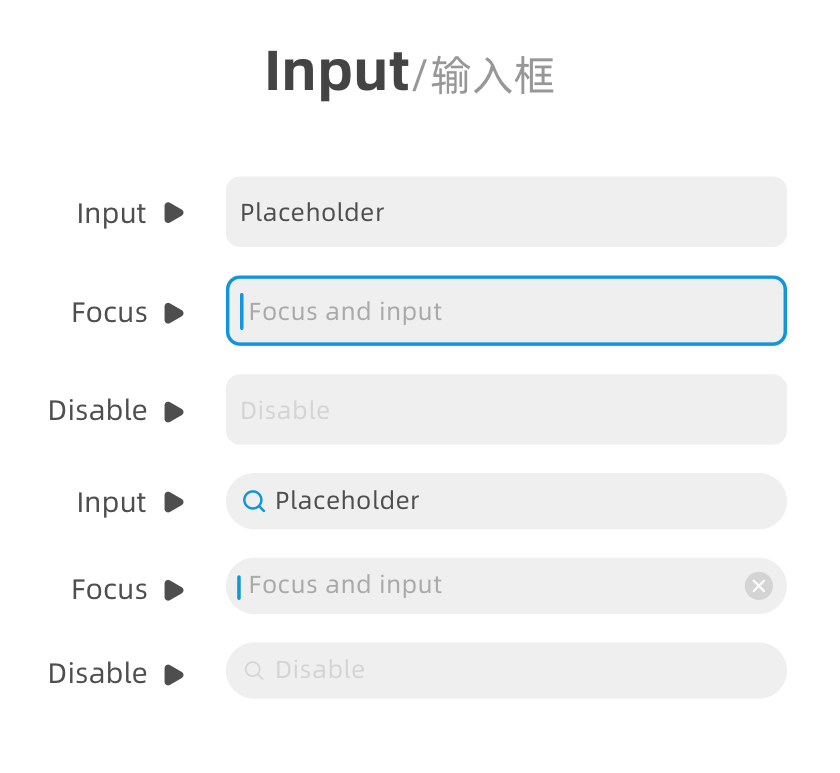 Input/输入框
Input Placeholder
Focus Focus and input
Disable Disable
Input Placeholder
Focus Focus and input
Disable Disable